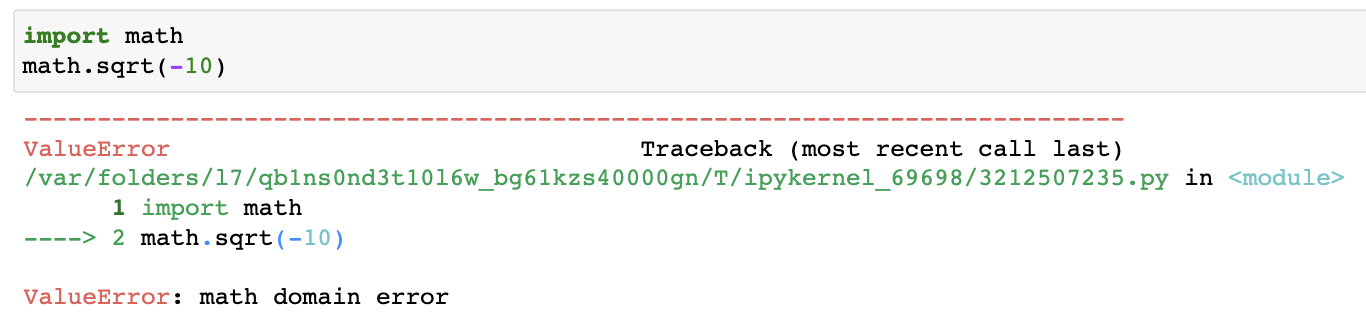 import math
math.sqrt(-10)
---------------------------------------------------------------------------
ValueError                                Traceback (most recent call last)
/var/folders/l7/qb1ns0nd3t10l6w_bg61kzs40000gn/T/ipykernel_69698/3212507235.py in <module>
      1 import math
----> 2 math.sqrt(-10)
ValueError: math domain error